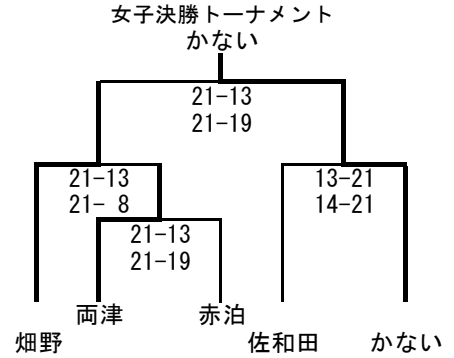 女子決勝トーナメント
かない
21-13
21-19
21-13
21- 8
13-21
14-21
21-13
21-19
両津
赤泊
畑野
佐和田
かない